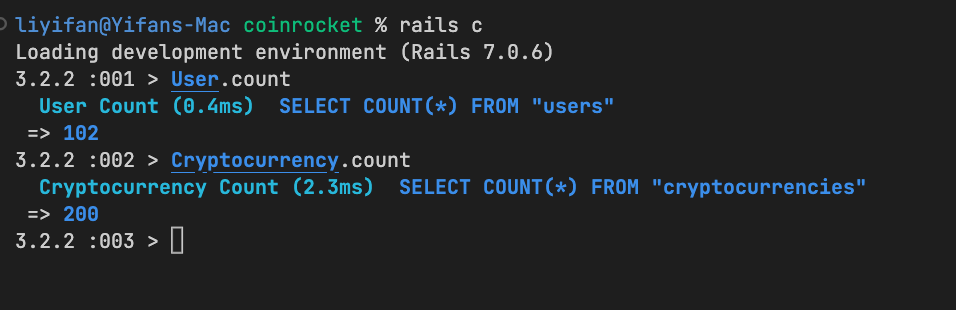 liyifan@Yifans-Mac coinrocket % rails c
Loading development environment (Rails 7.0.6)
3.2.2 :001 > User.count
  User Count (0.4ms)  SELECT COUNT(*) FROM "users"
 => 102
3.2.2 :002 > Cryptocurrency.count
  Cryptocurrency Count (2.3ms)  SELECT COUNT(*) FROM "cryptocurrencies"
 => 200
3.2.2 :003 >